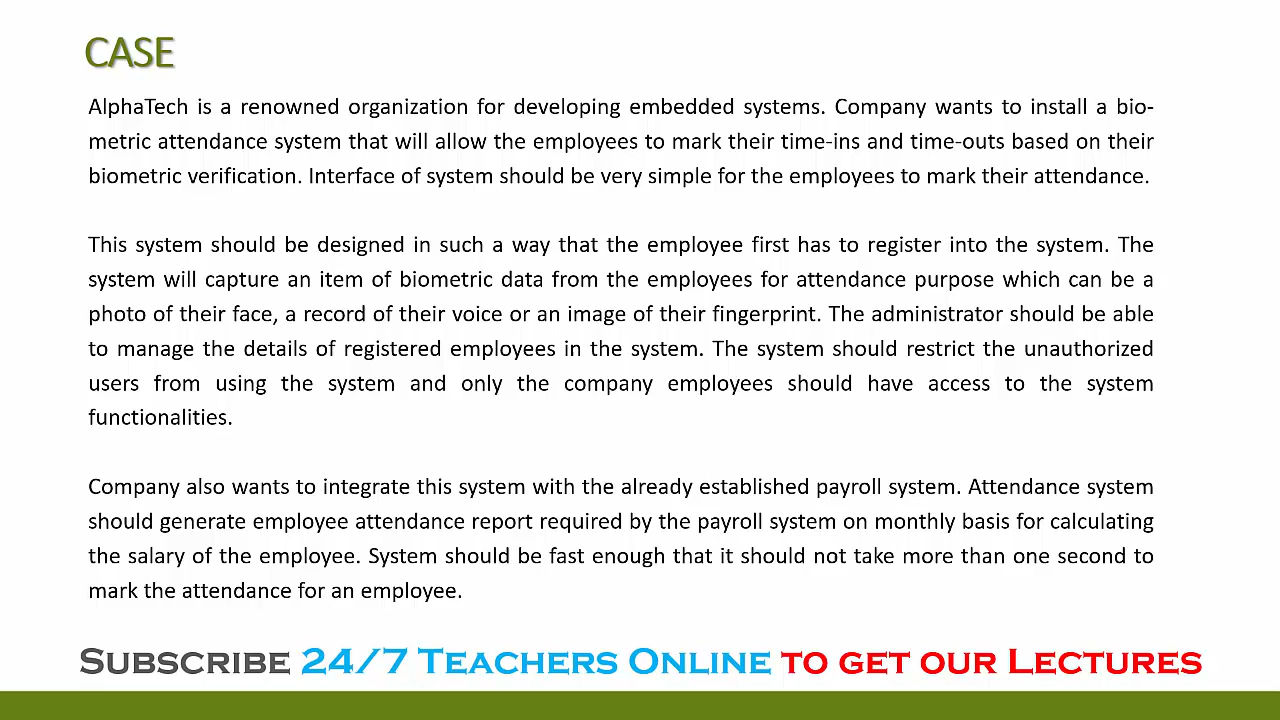 CASE
AlphaTech is a renowned organization for developing embedded systems. Company wants to install a bio-
metric attendance system that will allow the employees to mark their time-ins and time-outs based on their
biometric verification. Interface of system should be very simple for the employees to mark their attendance.
This system should be designed in such a way that the employee first has to register into the system. The
system will capture an item of biometric data from the employees for attendance purpose which can be a
photo of their face, a record of their voice or an image of their fingerprint. The administrator should be able
to manage the details of registered employees in the system. The system should restrict the unauthorized
users from using the system and only the company employees should have access to the system
functionalities.
Company also wants to integrate this system with the already established payroll system. Attendance system
should generate employee attendance report required by the payroll system on monthly basis for calculating
the salary of the employee. System should be fast enough that it should not take more than one second to
mark the attendance for an employee.
Subscribe 24/7 Teachers Online to get our Lectures